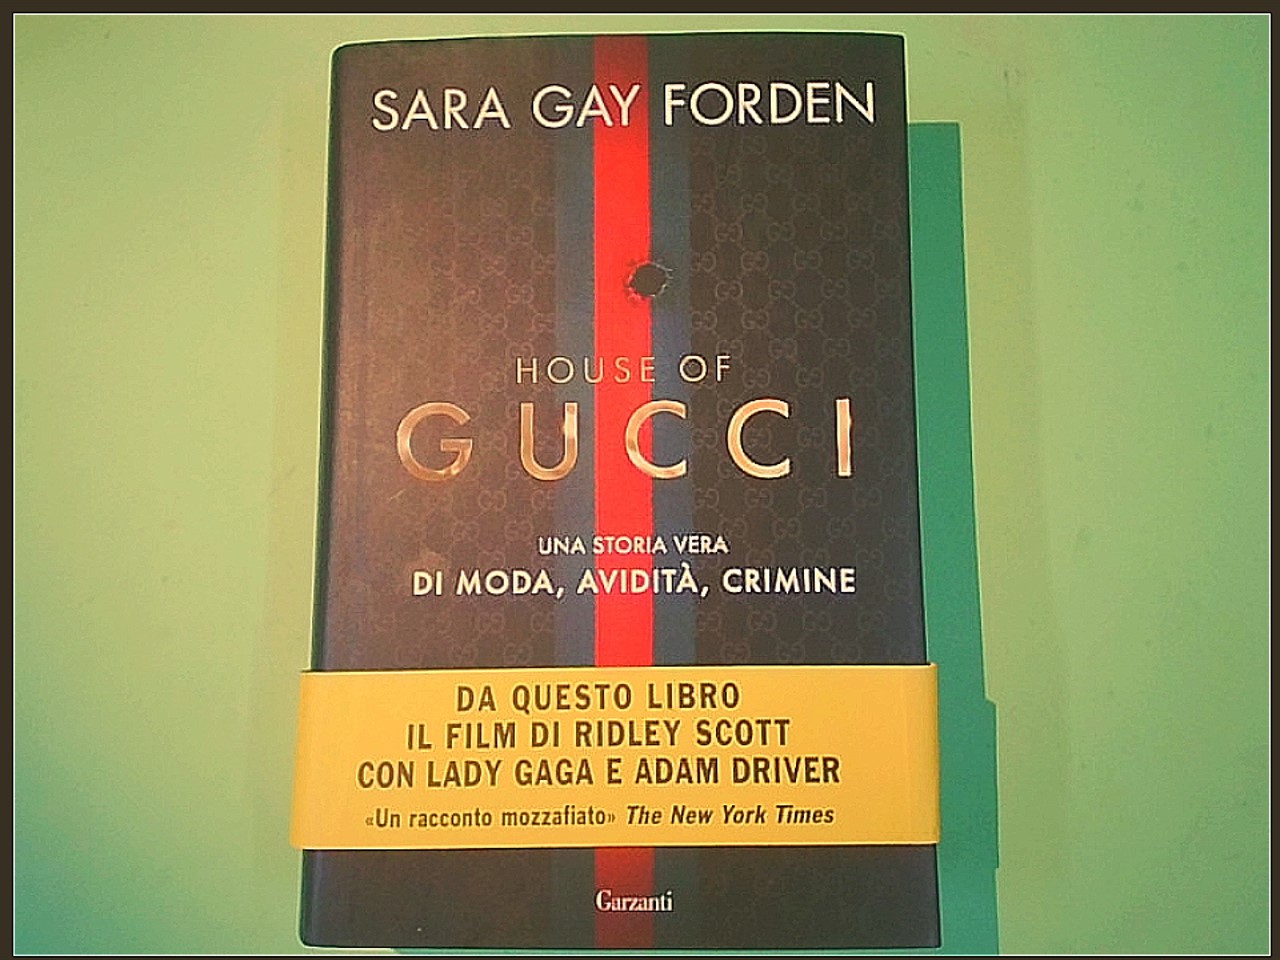 SARA GAY FORDEN
HOUSE OF
GUCCI
UNA STORIA VERA
DI MODA, AVIDITÀ, CRIMINE
DA QUESTO LIBRO
IL FILM DI RIDLEY SCOTT
CON LADY GAGA E ADAM DRIVER
«Un racconto mozzafiato» The New York Times
Garzanti